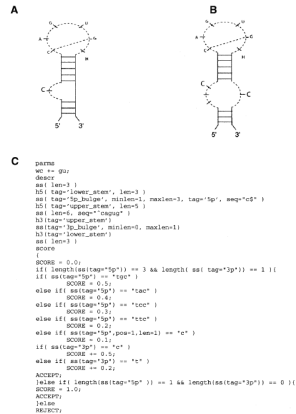 A
B
G U
A G
C N
C
5' 3'
G U
A G
C N
C C
5' 3'
C
parms
wc += gu;
descr
ss( len=3 )
h5( tag='lower_stem', len=3 )
ss( tag='5p_bulge', minlen=1, maxlen=3, tag='5p', seq="c$" )
h5( tag='upper_stem', len=5 )
ss( len=6, seq="^cagug" )
h3(tag='upper_stem')
ss(tag='3p_bulge', minlen=0, maxlen=1)
h3(tag='lower_stem')
ss( len=3 )
score
{
SCORE = 0.0;
if( length(ss(tag="5p")) == 3 && length( ss( tag="3p")) == 1 ){
if( ss(tag="5p") == "tgc" )
SCORE = 0.5;
else if( ss(tag="5p") == "tac" )
SCORE = 0.4;
else if( ss(tag="5p") == "tcc" )
SCORE = 0.3;
else if( ss(tag="5p") == "ttc" )
SCORE = 0.2;
else if( ss(tag="5p",pos=1,len=1) == "c" )
SCORE = 0.1;
if( ss(tag="3p") == "c" )
SCORE += 0.5;
else if( ss(tag="3p") == "t" )
SCORE += 0.2;
ACCEPT;
}else if( length(ss(tag="5p" )) == 1 && length(ss(tag="3p")) == 0 ){
SCORE = 1.0;
ACCEPT;
}else
REJECT;